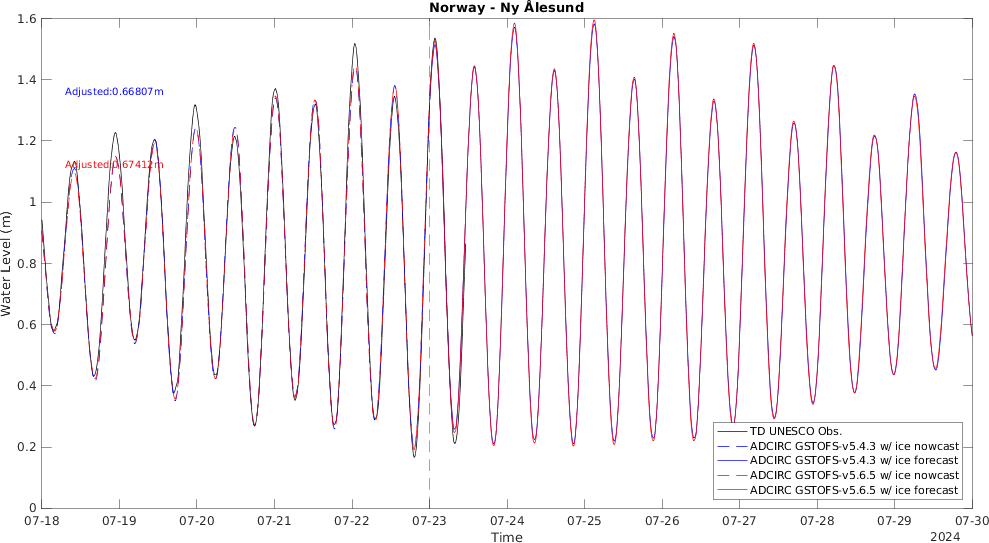 Norway - Ny Ålesund
1.6
1.4
1.2
1
0.8
0.6
0.4
0.2
0
Water Level (m)
Adjusted:0.66807m
Adjusted:0.67412m
TD UNESCO Obs.
ADCIRC GSTOFS-v5.4.3 w/ ice nowcast
ADCIRC GSTOFS-v5.4.3 w/ ice forecast
ADCIRC GSTOFS-v5.6.5 w/ ice nowcast
ADCIRC GSTOFS-v5.6.5 w/ ice forecast
07-18 07-19 07-20 07-21 07-22 07-23 07-24 07-25 07-26 07-27 07-28 07-29 07-30
Time
2024